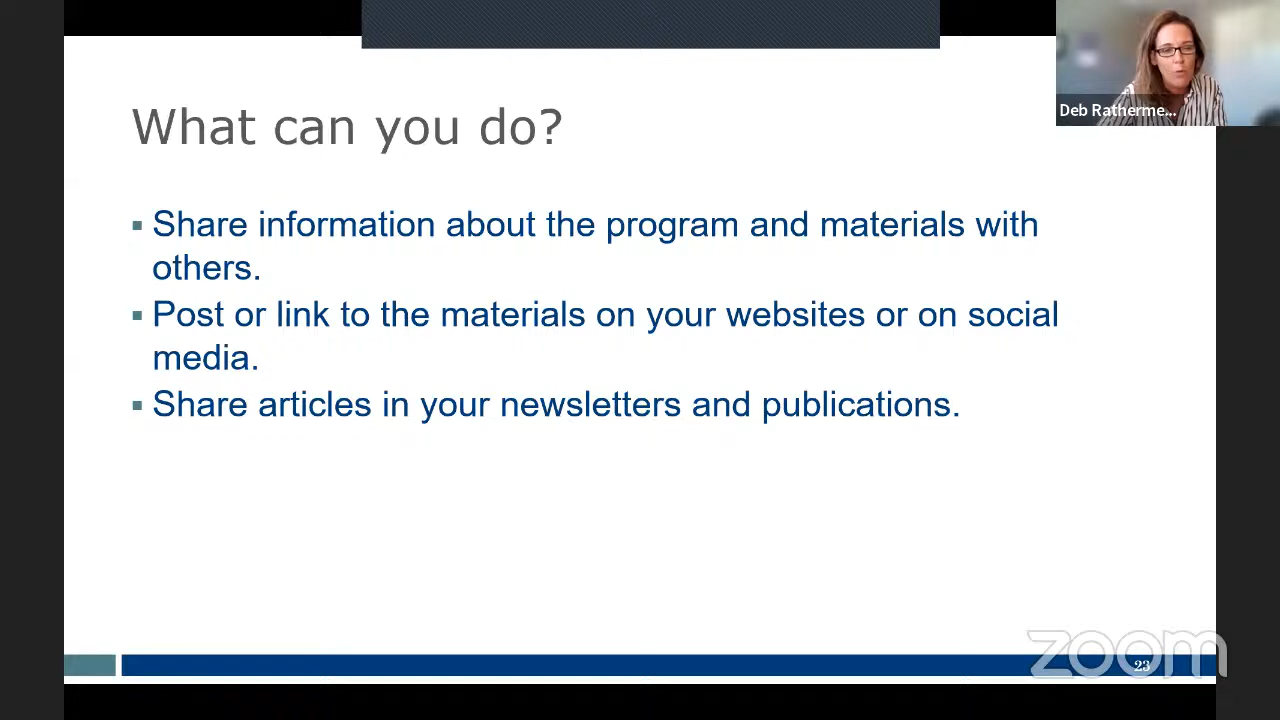 What can you do?
Share information about the program and materials with
others.
Post or link to the materials on your websites or on social
media.
Share articles in your newsletters and publications.
Deb Ratherme...
zoom
23